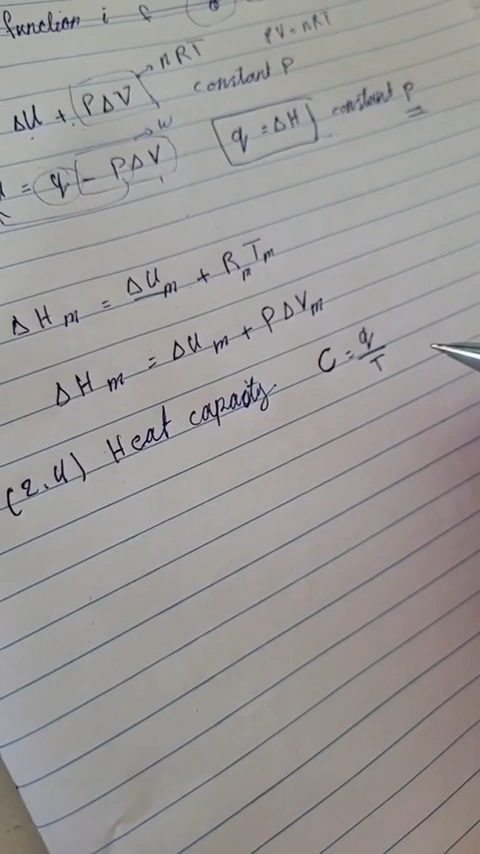 function i f
nRT
PV = nRT
ΔU + PΔV constant P
= q - PΔV w q = ΔH constant P
ΔH m = ΔU m + R n T m
ΔH m = ΔU m + PΔV m
(2.4) Heat capacity C = q/T